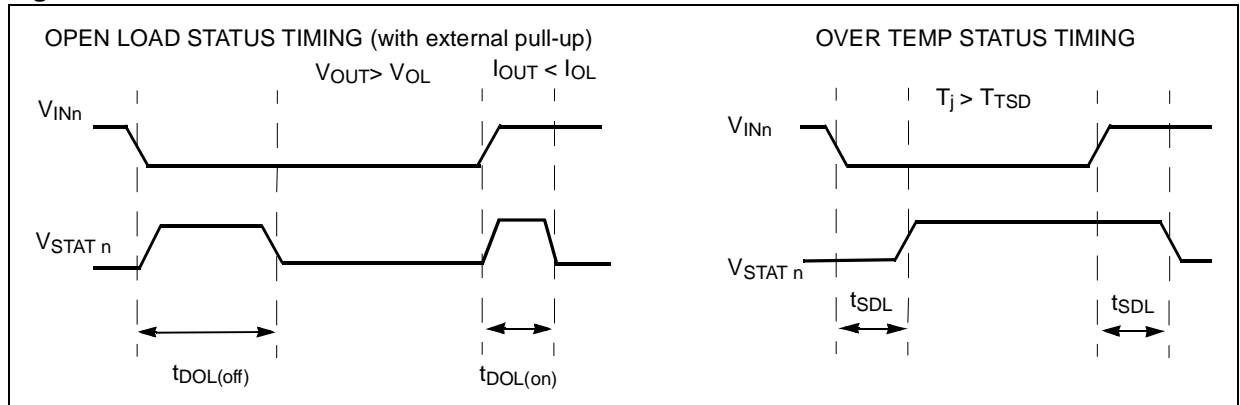 OPEN LOAD STATUS TIMING (with external pull-up)
VOUT> VOL
IOUT < IOL
VINn
VSTAT n
tDOL(off)
tDOL(on)
OVER TEMP STATUS TIMING
Tj > TTSD
VINn
VSTAT n
tSDL
tSDL